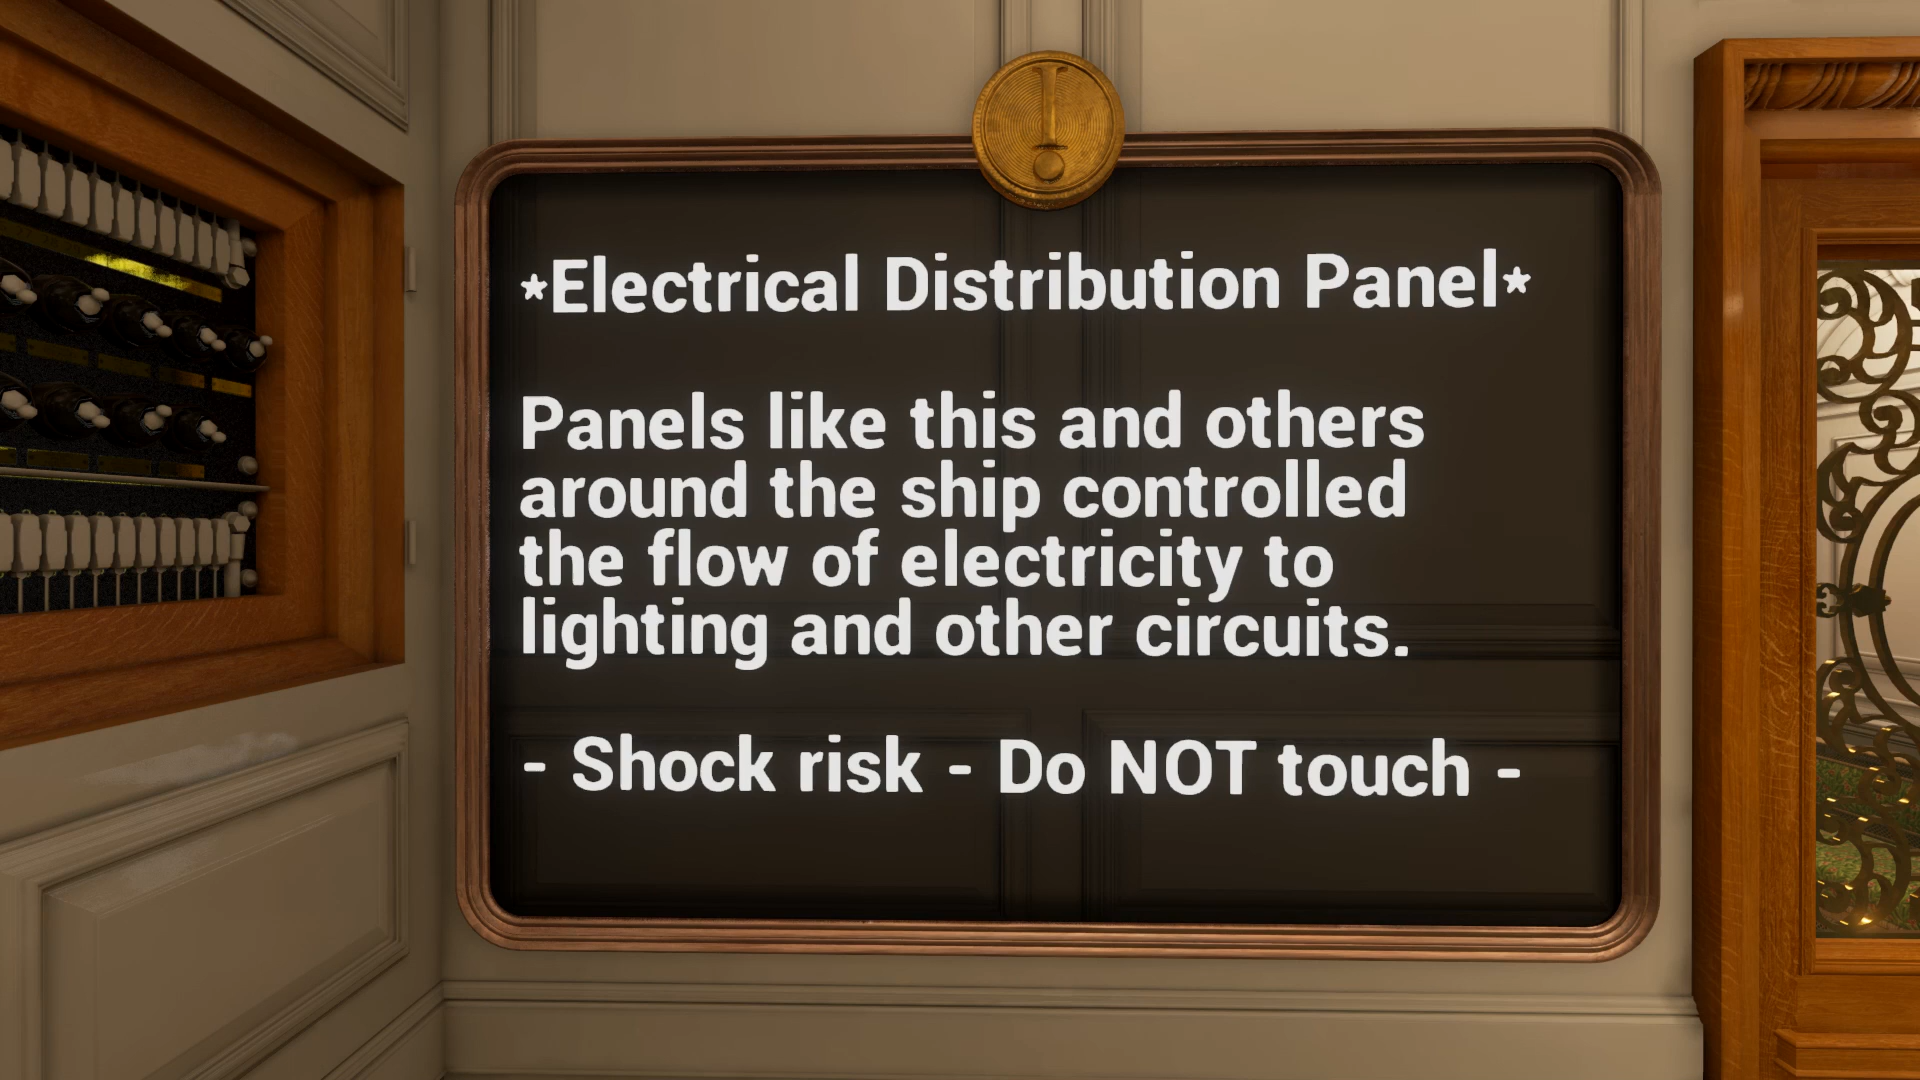 *Electrical Distribution Panel*
Panels like this and others
around the ship controlled
the flow of electricity to
lighting and other circuits.
- Shock risk - Do NOT touch -